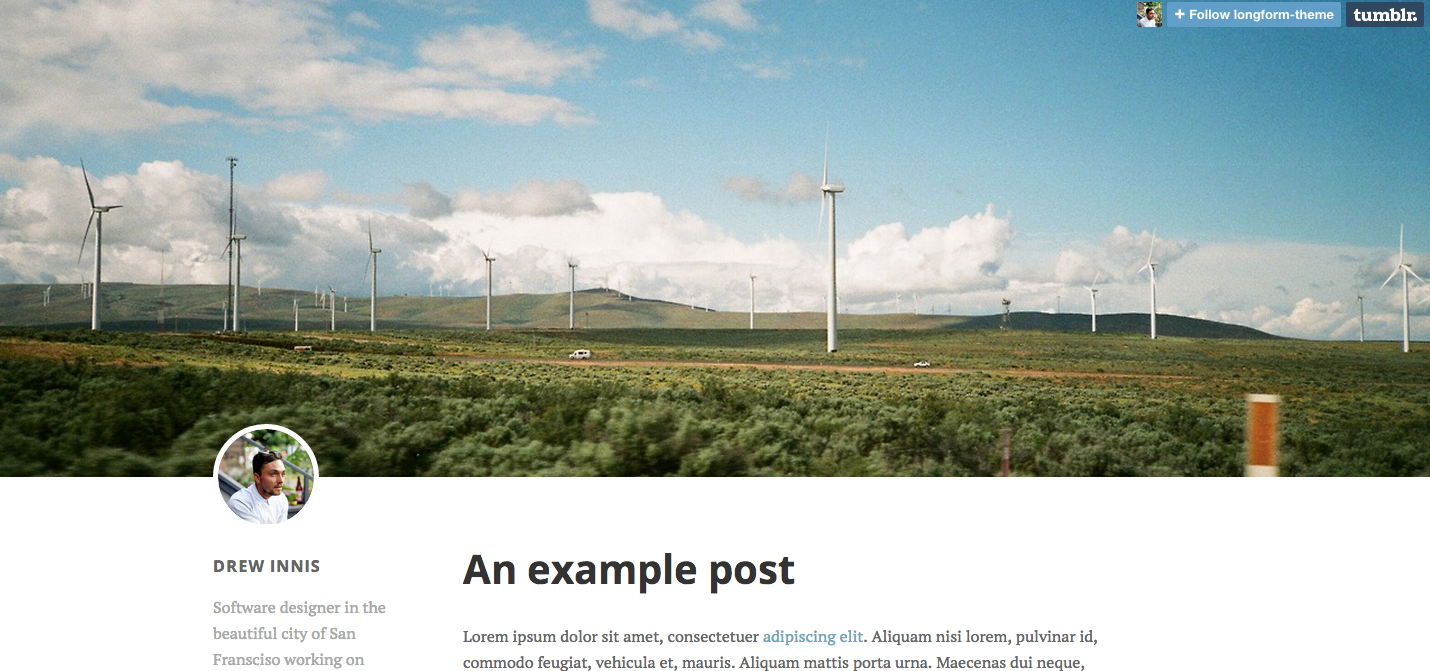 + Follow longform-theme
tumblr.
DREW INNIS
Software designer in the
beautiful city of San
Fransciso working on
An example post
Lorem ipsum dolor sit amet, consectetuer adipiscing elit. Aliquam nisi lorem, pulvinar id,
commodo feugiat, vehicula et, mauris. Aliquam mattis porta urna. Maecenas dui neque,